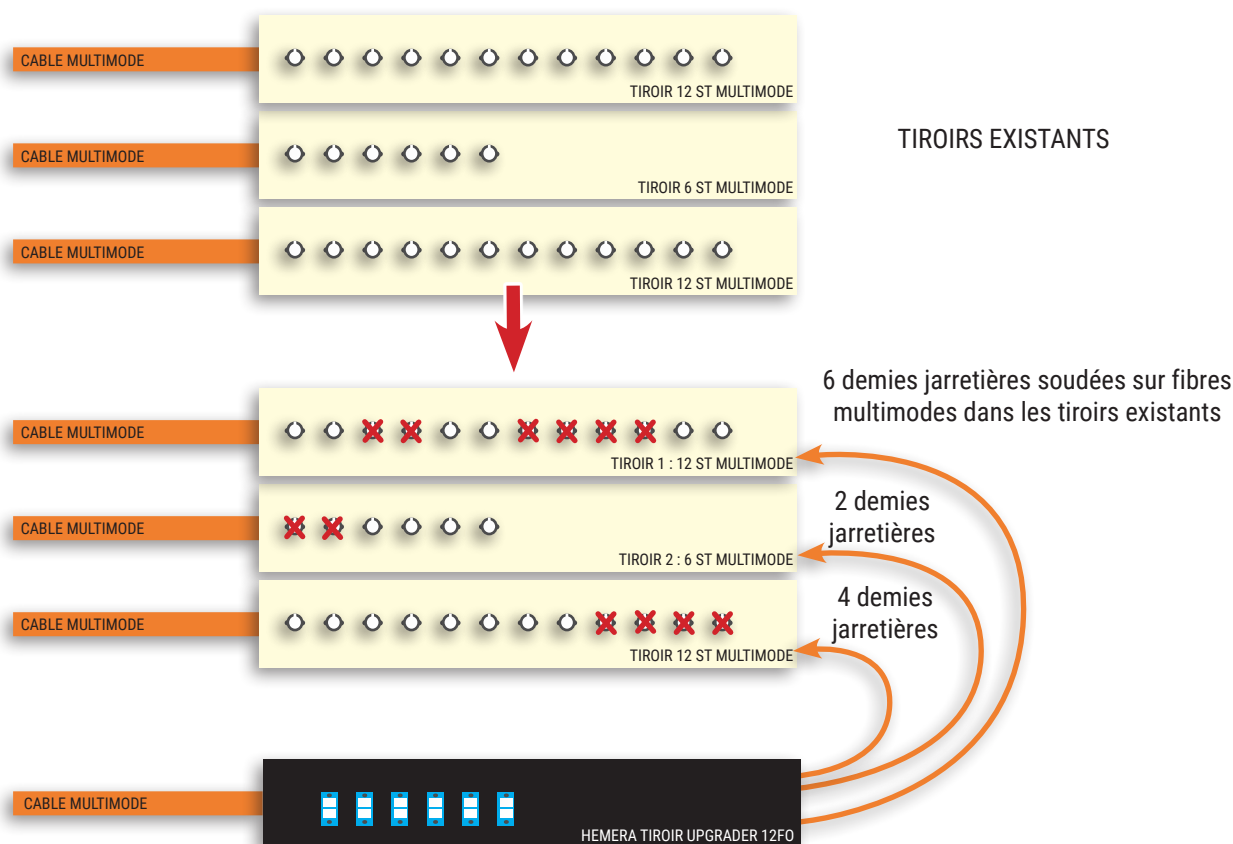 CABLE MULTIMODE
TIROIR 12 ST MULTIMODE
TIROIRS EXISTANTS
CABLE MULTIMODE
TIROIR 6 ST MULTIMODE
CABLE MULTIMODE
TIROIR 12 ST MULTIMODE
6 demies jarretières soudées sur fibres
multimodes dans les tiroirs existant
CABLE MULTIMODE
TIROIR 1 : 12 ST MULTIMODE
2 demies
jarretières
CABLE MULTIMODE
TIROIR 2 : 6 ST MULTIMODE
4 demies
jarretières
CABLE MULTIMODE
TIROIR 12 ST MULTIMODE
CABLE MULTIMODE
HEMERA TIROIR UPGRADER 12FO